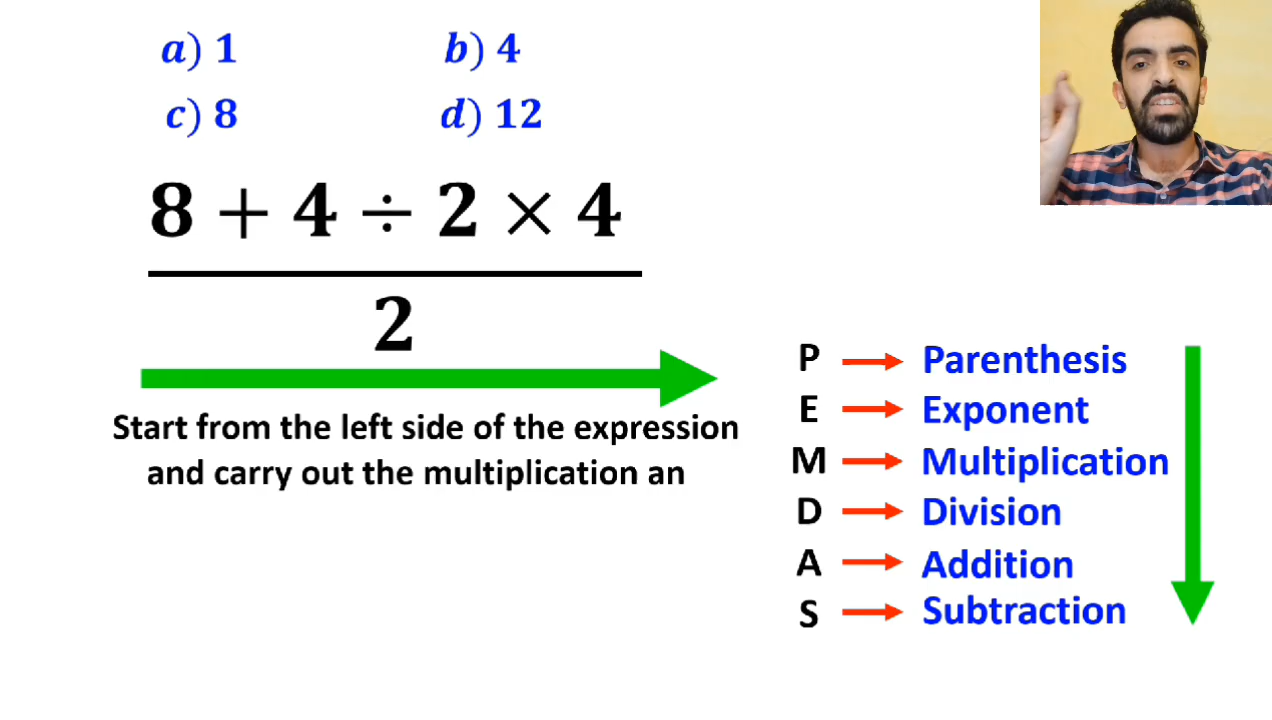 a) 1 b) 4
c) 8 d) 12
8 + 4 ÷ 2 × 4
2
Start from the left side of the expression
and carry out the multiplication an
P Parenthesis
E Exponent
M Multiplication
D Division
A Addition
S Subtraction